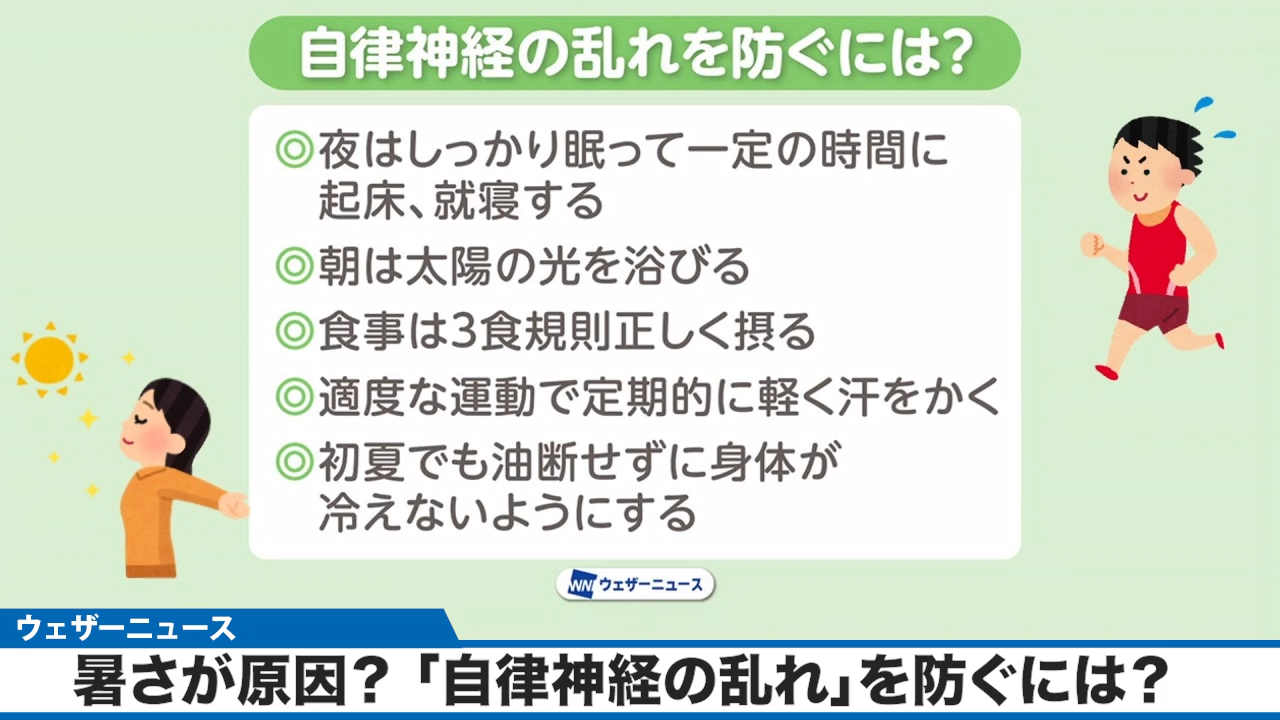 自律神経の乱れを防ぐには?
◎夜はしっかり眠って一定の時間に
起床、就寝する
◎朝は太陽の光を浴びる
◎食事は3食規則正しく摂る
◎適度な運動で定期的に軽く汗をかく
◎初夏でも油断せずに身体が
冷えないようにする
WNI ウェザーニュース
ウェザーニュース
暑さが原因?「自律神経の乱れ」を防ぐには?